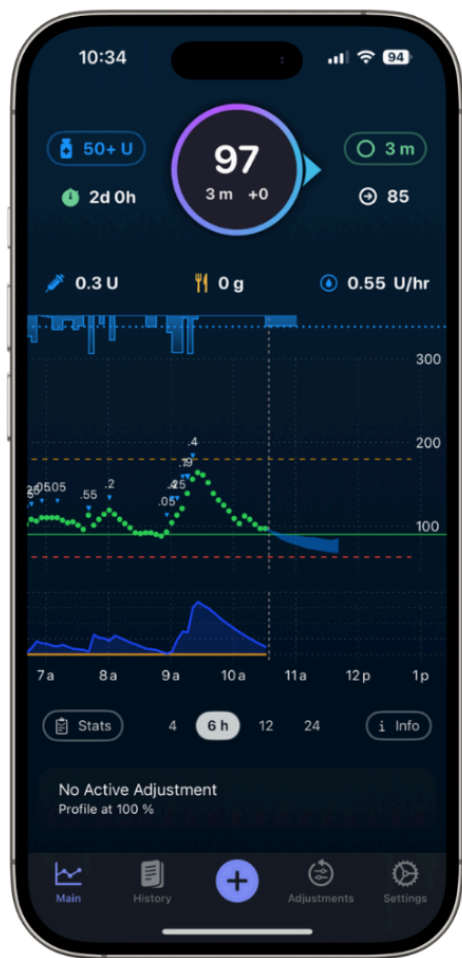 10:34
94
50+ U
97
3 m +0
3 m
2d 0h
85
0.3 U
0 g
0.55 U/hr
300
200
100
.4
.19
.2
.25
.05
.55
.05
.05
7a 8a 9a 10a 11a 12p 1p
Stats
4 6 h 12 24
i Info
No Active Adjustment
Profile at 100 %
Main History Adjustments Settings